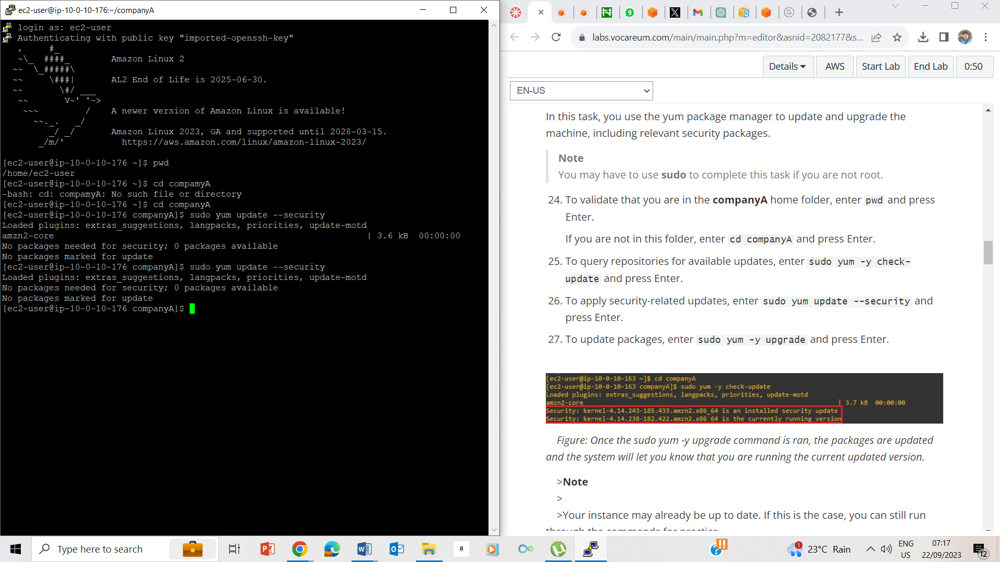 ec2-user@ip-10-0-10-176:~/companyA
login as: ec2-user
Authenticating with public key "imported-openssh-key"
       ,     #_
   ~\_  ####_        Amazon Linux 2
  ~~  \_#####\
  ~~     \###|       AL2 End of Life is 2025-06-30.
  ~~       \#/ ___
   ~~       V~' '->
    ~~~         /    A newer version of Amazon Linux is available!
      ~~._.   _/
         _/ _/       Amazon Linux 2023, GA and supported until 2028-03-15.
       _/m/'           https://aws.amazon.com/linux/amazon-linux-2023/
[ec2-user@ip-10-0-10-176 ~]$ pwd
/home/ec2-user
[ec2-user@ip-10-0-10-176 ~]$ cd compamyA
-bash: cd: compamyA: No such file or directory
[ec2-user@ip-10-0-10-176 ~]$ cd companyA
[ec2-user@ip-10-0-10-176 companyA]$ sudo yum update --security
Loaded plugins: extras_suggestions, langpacks, priorities, update-motd
amzn2-core | 3.6 kB 00:00:00
No packages needed for security; 0 packages available
No packages marked for update
[ec2-user@ip-10-0-10-176 companyA]$ sudo yum update --security
Loaded plugins: extras_suggestions, langpacks, priorities, update-motd
No packages needed for security; 0 packages available
No packages marked for update
[ec2-user@ip-10-0-10-176 companyA]$
labs.vocareum.com/main/main.php?m=editor&asnid=2082177&s...
Details AWS Start Lab End Lab 0:50
EN-US
In this task, you use the yum package manager to update and upgrade the
machine, including relevant security packages.
Note
You may have to use sudo to complete this task if you are not root.
24. To validate that you are in the companyA home folder, enter pwd and press
Enter.
If you are not in this folder, enter cd companyA and press Enter.
25. To query repositories for available updates, enter sudo yum -y check-
update and press Enter.
26. To apply security-related updates, enter sudo yum update --security and
press Enter.
27. To update packages, enter sudo yum -y upgrade and press Enter.
[ec2-user@ip-10-0-10-163 ~]$ cd companyA
[ec2-user@ip-10-0-10-163 companyA]$ sudo yum -y check-update
Loaded plugins: extras_suggestions, langpacks, priorities, update-motd
amzn2-core | 3.7 kB 00:00:00
Security: kernel-4.14.243-185.433.amzn2.x86_64 is an installed security update
Security: kernel-4.14.238-182.422.amzn2.x86_64 is the currently running version
Figure: Once the sudo yum -y upgrade command is ran, the packages are updated
and the system will let you know that you are running the current updated version.
>Note
>
>Your instance may already be up to date. If this is the case, you can still run
through the commands for practice.
Type here to search
23°C Rain
ENG
US
07:17
22/09/2023
12